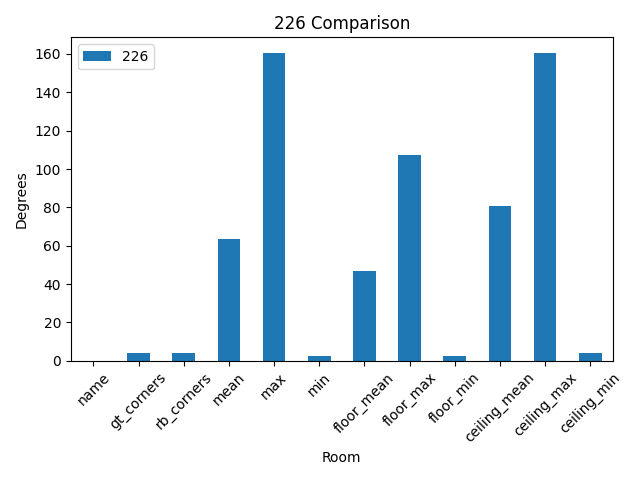 226 Comparison
226
160
140
120
100
80
60
40
20
0
Degrees
name
gt_corners
rb_corners
mean
max
min
floor_mean
floor_max
floor_min
ceiling_mean
ceiling_max
ceiling_min
Room